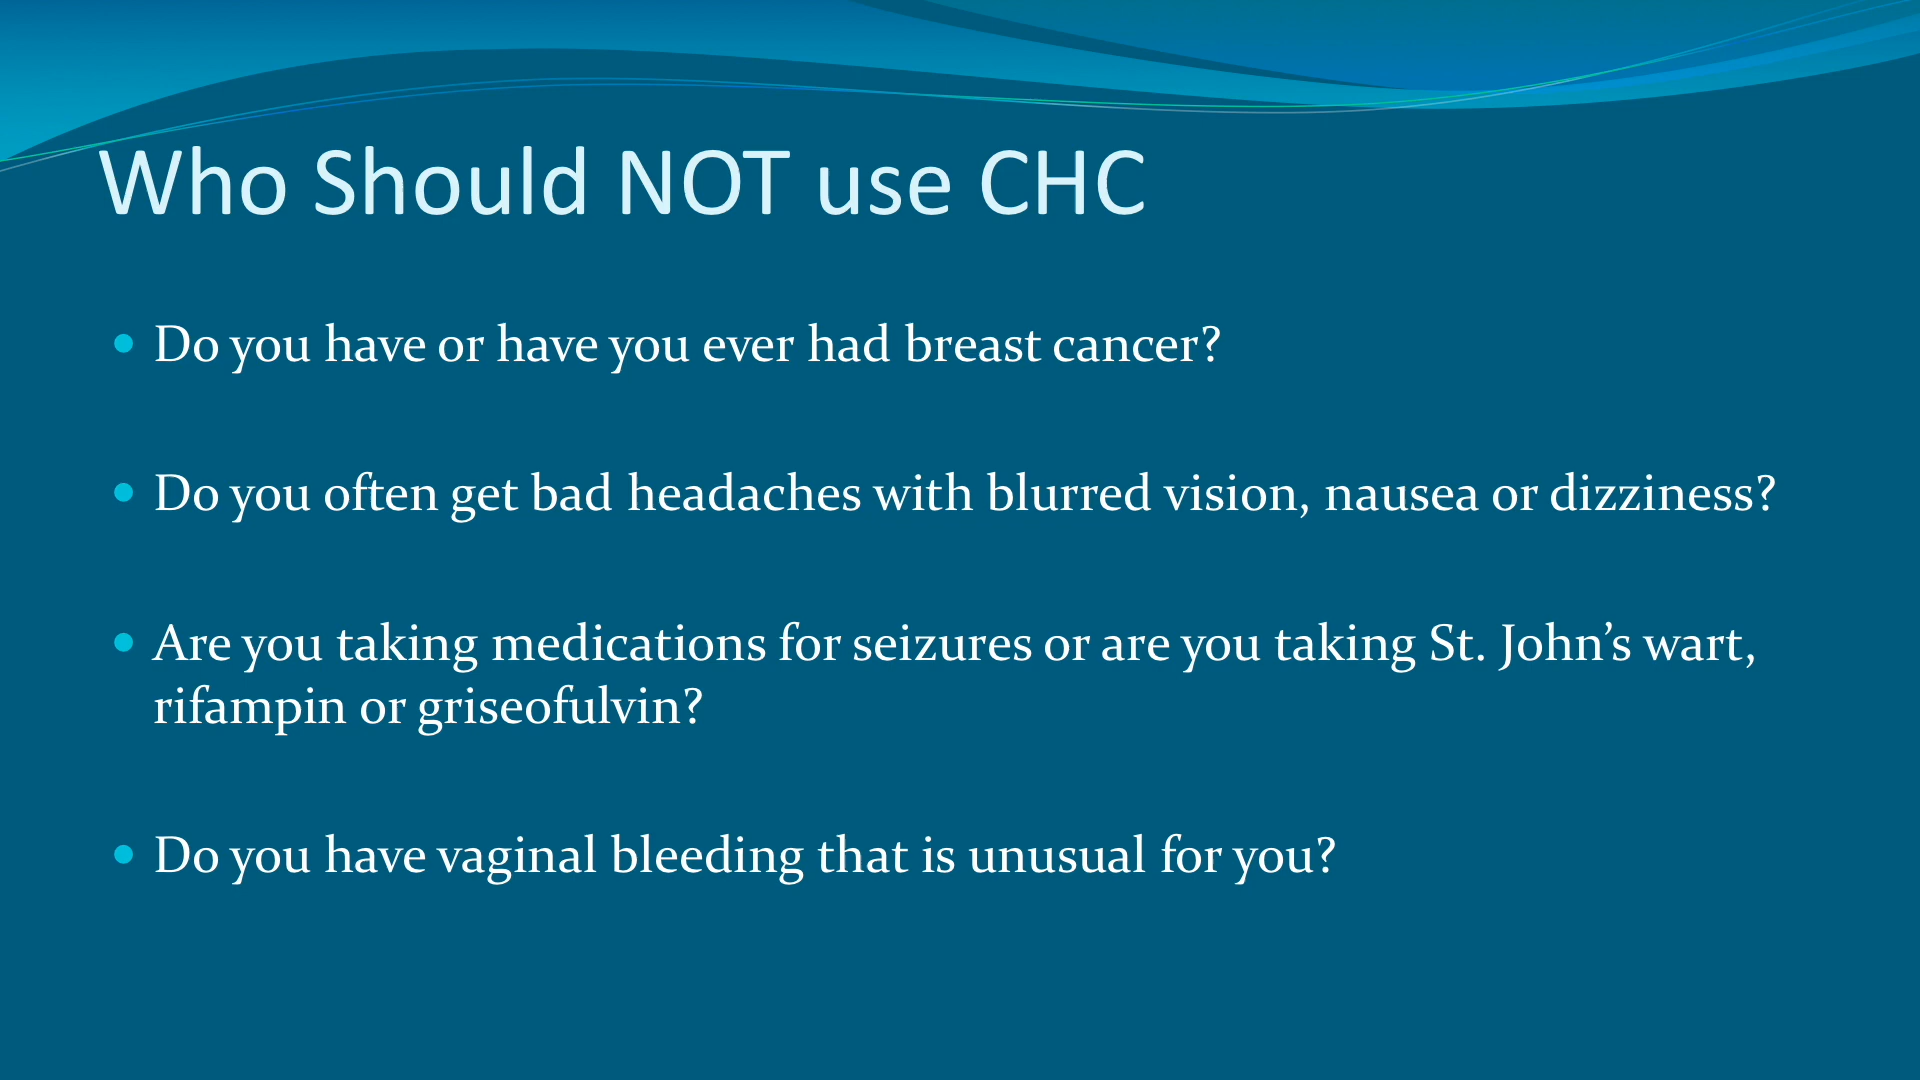 Who Should NOT use CHC
• Do you have or have you ever had breast cancer?
• Do you often get bad headaches with blurred vision, nausea or dizziness?
• Are you taking medications for seizures or are you taking St. John’s wart,
rifampin or griseofulvin?
• Do you have vaginal bleeding that is unusual for you?